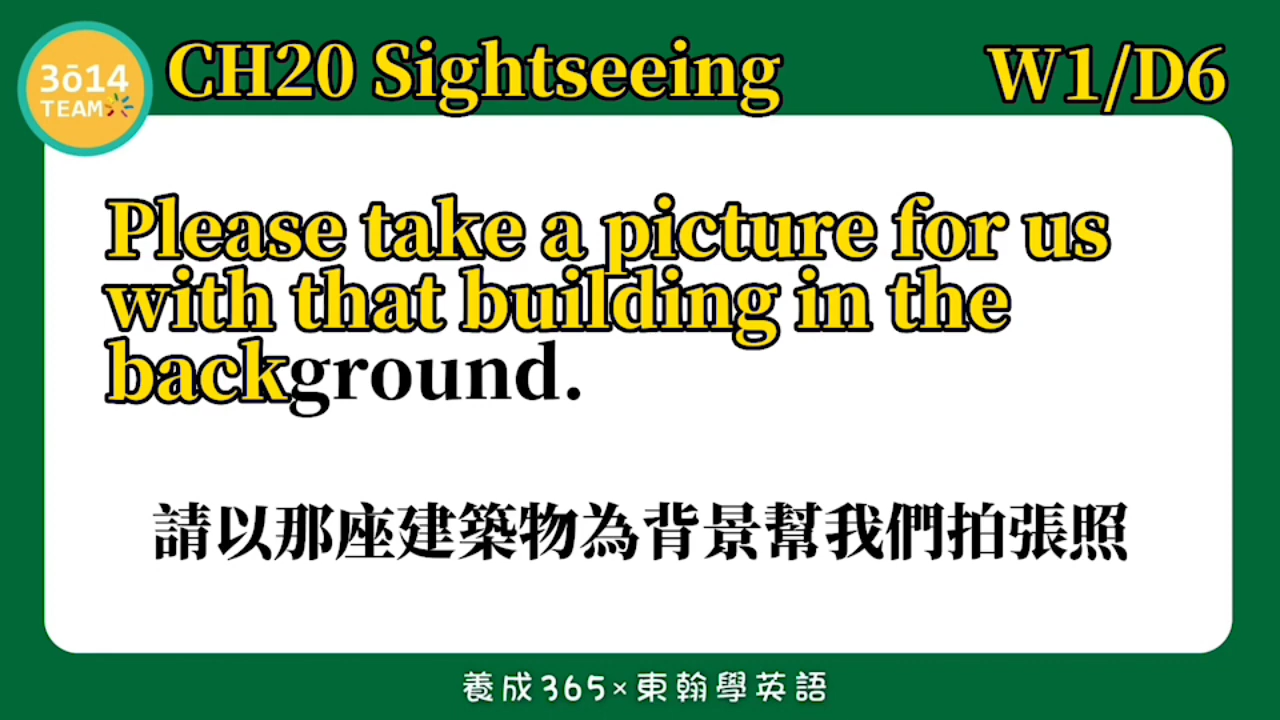 3ō14
TEAM
CH20 Sightseeing
W1/D6
Please take a picture for us
with that building in the
background.
請以那座建築物為背景幫我們拍張照
養成365×東翰學英語